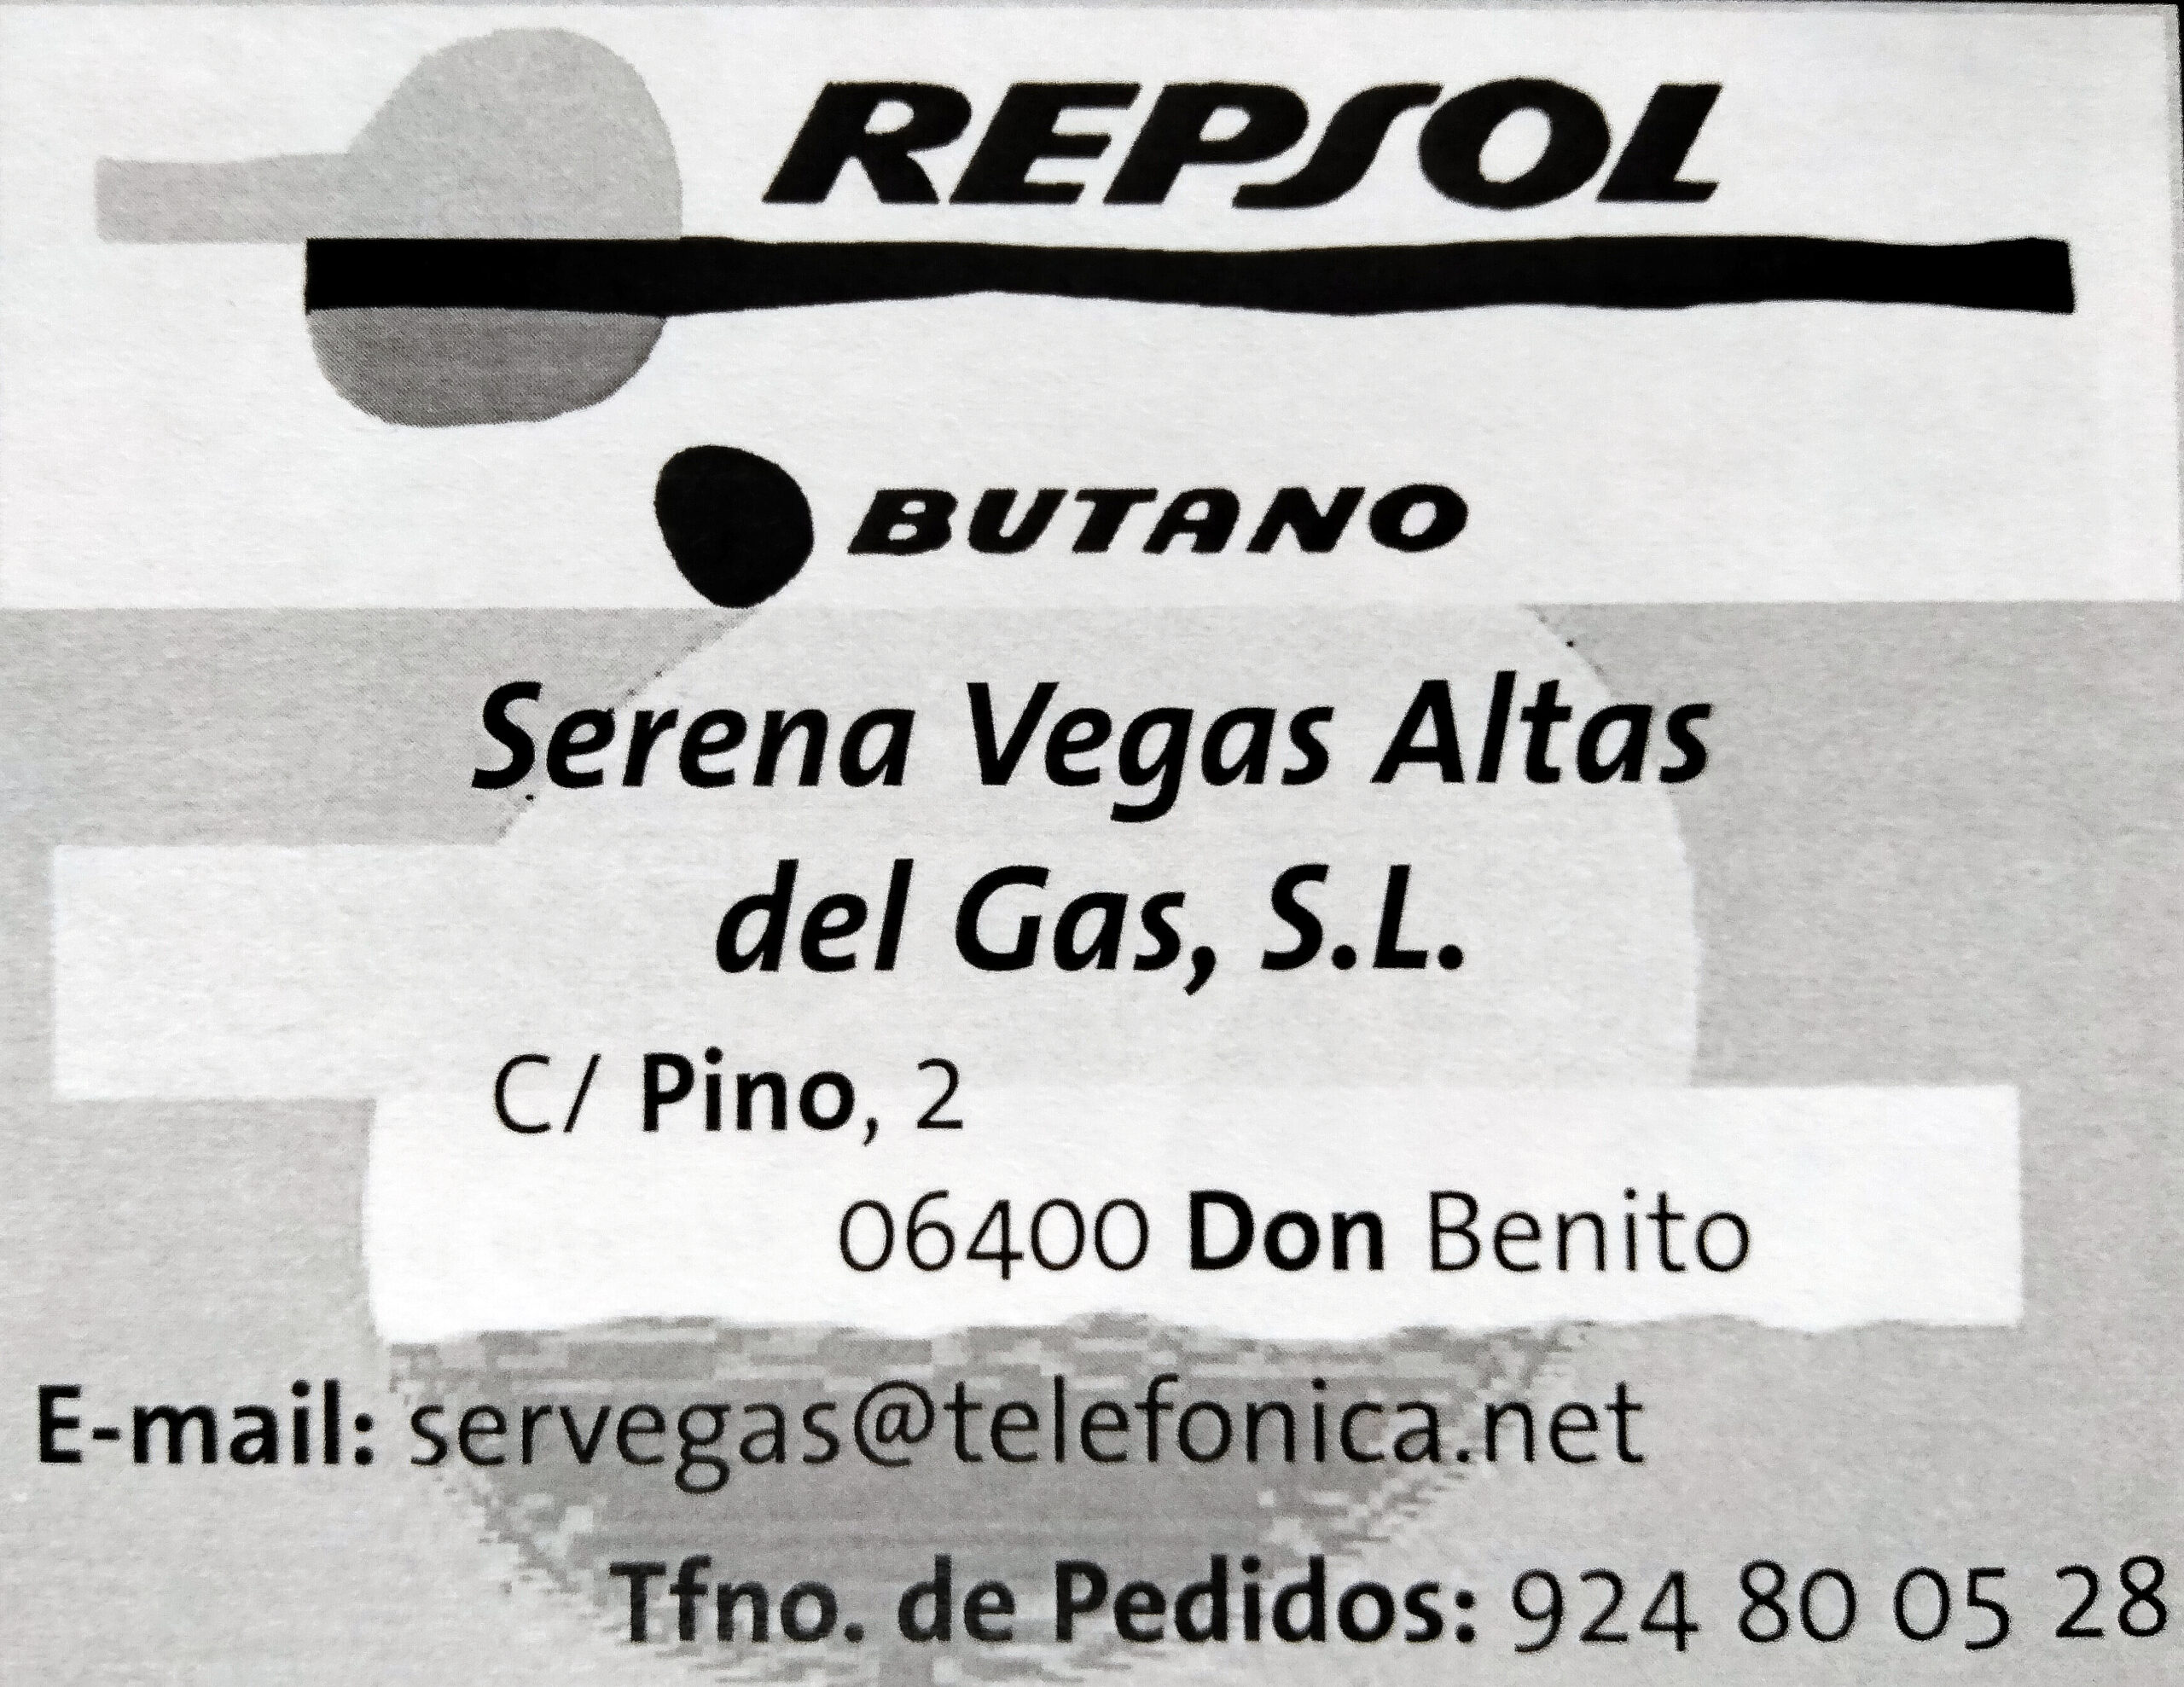 REPSOL
BUTANO
Serena Vegas Altas
del Gas, S.L.
C/ Pino, 2
06400 Don Benito
E-mail: servegas@telefonica.net
Tfno. de Pedidos: 924 80 05 28